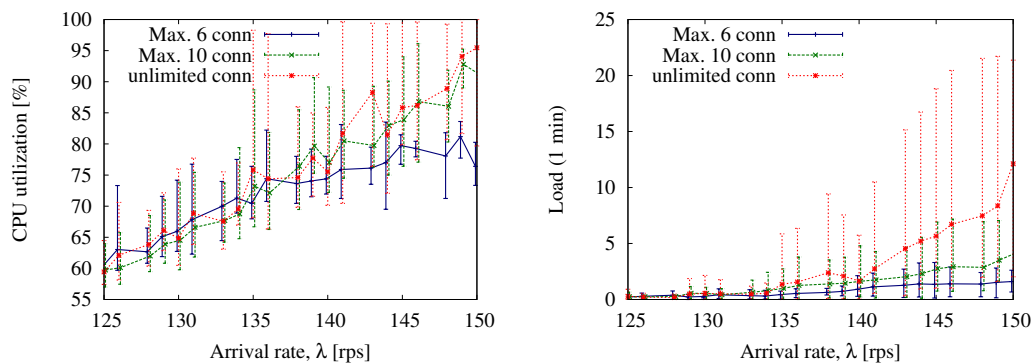 CPU utilization [%]
100
95
90
85
80
75
70
65
60
55
Max. 6 conn
Max. 10 conn
unlimited conn
125 130 135 140 145 150
Arrival rate, λ [rps]
Load (1 min)
25
20
15
10
5
0
Max. 6 conn
Max. 10 conn
unlimited conn
125 130 135 140 145 150
Arrival rate, λ [rps]